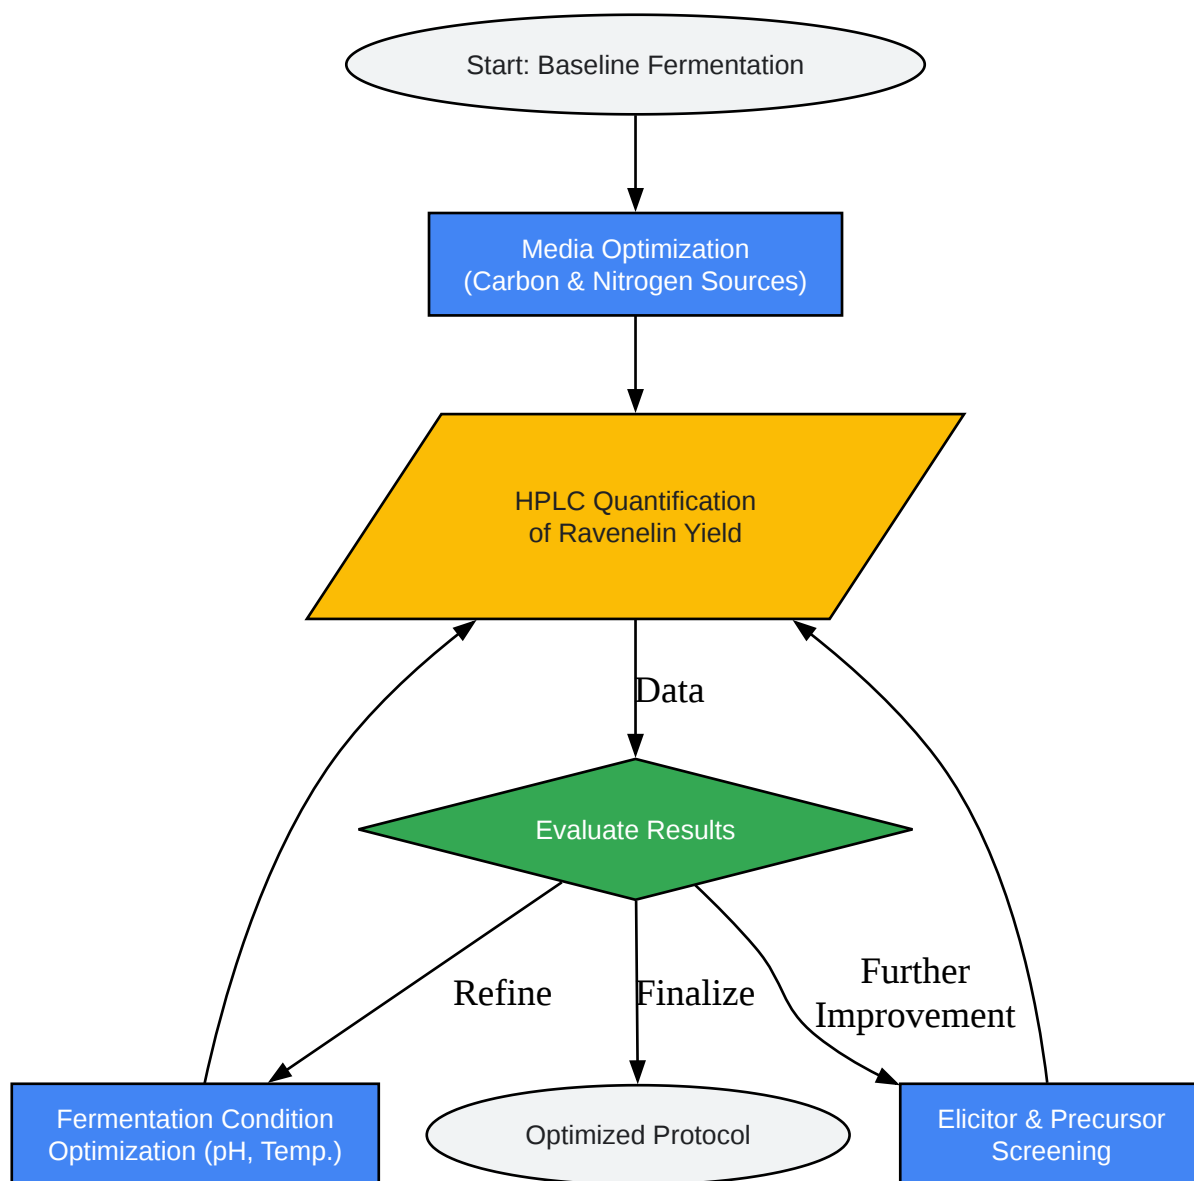 Start: Baseline Fermentation
Media Optimization
(Carbon & Nitrogen Sources)
HPLC Quantification
of Ravenelin Yield
Data
Evaluate Results
Refine
Finalize
Further
Improvement
Fermentation Condition
Optimization (pH, Temp.)
Optimized Protocol
Elicitor & Precursor
Screening